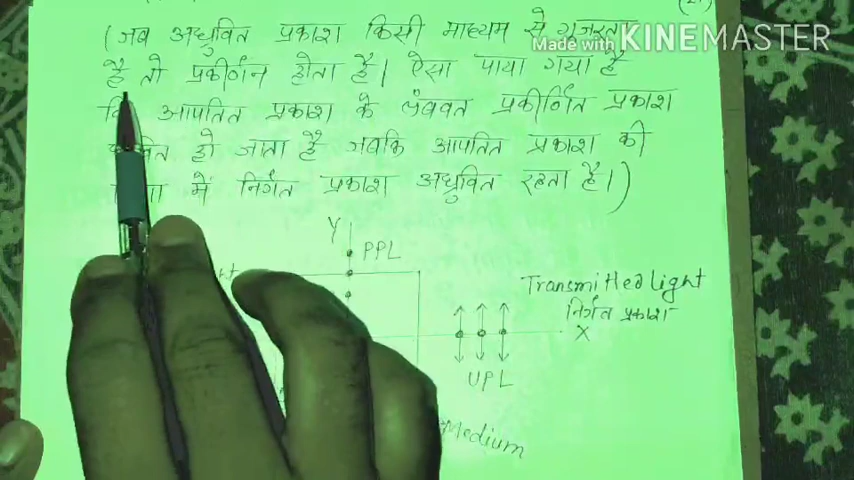 (जब अध्रुवित प्रकाश किसी माध्यम से गुजरता
Made with KINEMASTER
है तो प्रकीर्णन होता है। ऐसा पाया गया है
आपतित प्रकाश के लंबवत प्रकीर्णित प्रकाश
हो जाता है जबकि आपतित प्रकाश की
में निर्गत प्रकाश अध्रुवित रहता है।)
Y
PPL
Transmitted light
निर्गत प्रकाश
X
UPL
Medium